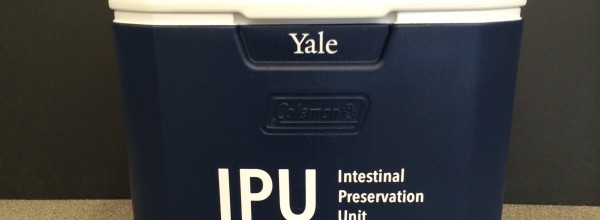 Yale
Coleman®
IPU
Intestinal
Preservation
Unit